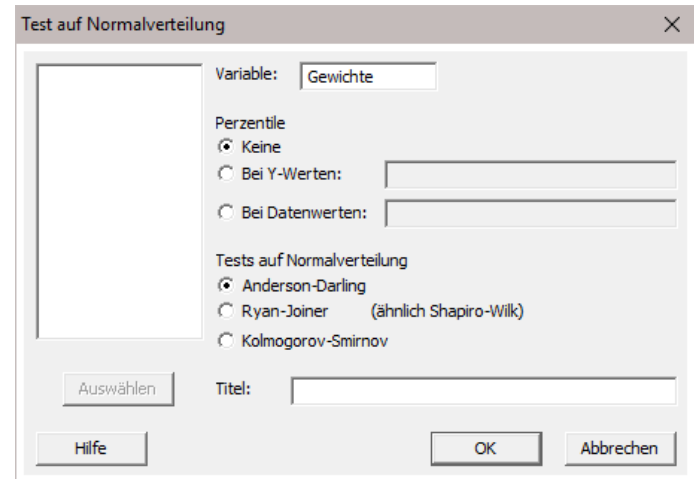 Test auf Normalverteilung
Variable: Gewichte
Perzentile
Keine
Bei Y-Werten:
Bei Datenwerten:
Tests auf Normalverteilung
Anderson-Darling
Ryan-Joiner (ähnlich Shapiro-Wilk)
Kolmogorov-Smirnov
Auswählen Titel:
Hilfe OK Abbrechen